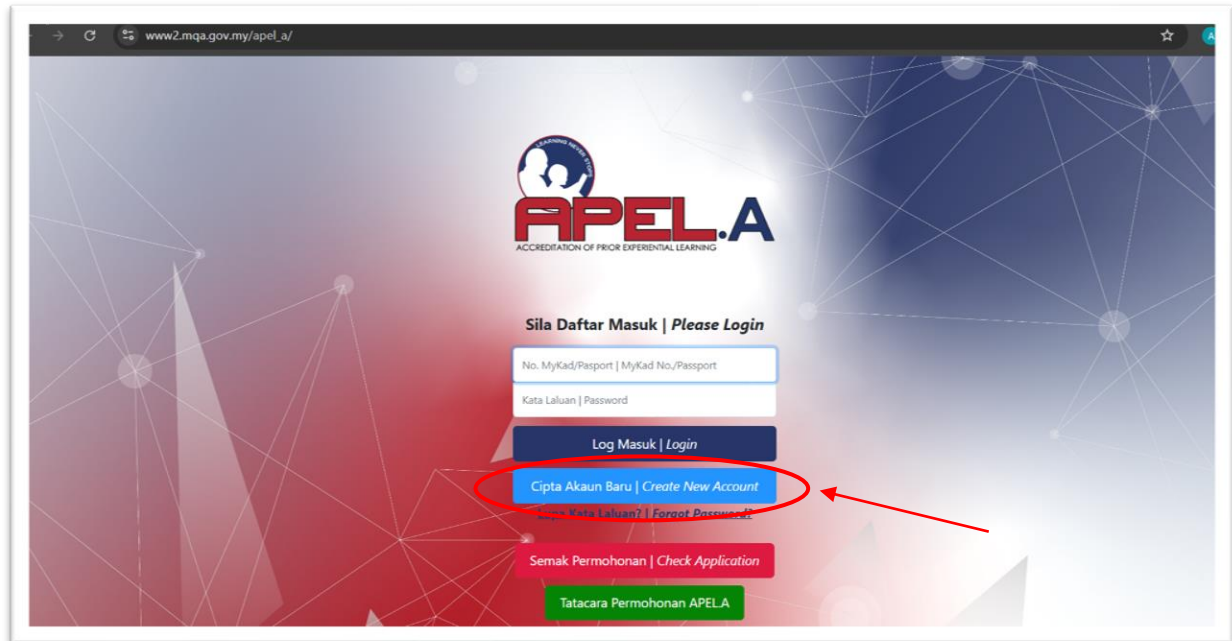 www2.mqa.gov.my/apel_a/
A
LEARNING NEVER STOPS
APEL.A
ACCREDITATION OF PRIOR EXPERIENTIAL LEARNING
Sila Daftar Masuk | Please Login
No. MyKad/Pasport | MyKad No./Passport
Kata Laluan | Password
Log Masuk | Login
Cipta Akaun Baru | Create New Account
Lupa Kata Laluan? | Forgot Password?
Semak Permohonan | Check Application
Tatacara Permohonan APEL.A